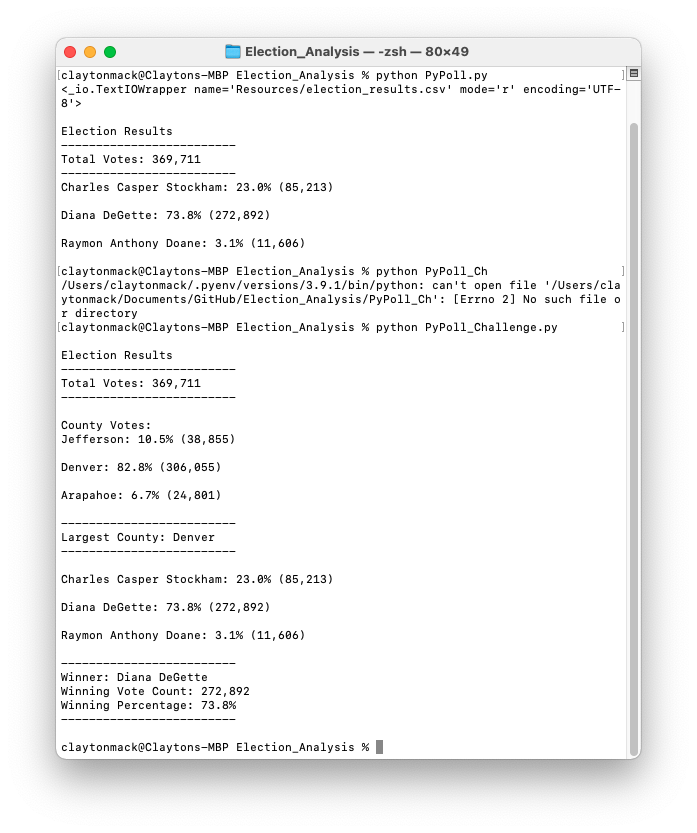 Election_Analysis — -zsh — 80×49
[claytonmack@Claytons-MBP Election_Analysis % python PyPoll.py ]
<_io.TextIOWrapper name='Resources/election_results.csv' mode='r' encoding='UTF-
8'>
Election Results
-------------------------
Total Votes: 369,711
-------------------------
Charles Casper Stockham: 23.0% (85,213)
Diana DeGette: 73.8% (272,892)
Raymon Anthony Doane: 3.1% (11,606)
[claytonmack@Claytons-MBP Election_Analysis % python PyPoll_Ch ]
/Users/claytonmack/.pyenv/versions/3.9.1/bin/python: can't open file '/Users/cla
ytonmack/Documents/GitHub/Election_Analysis/PyPoll_Ch': [Errno 2] No such file o
r directory
[claytonmack@Claytons-MBP Election_Analysis % python PyPoll_Challenge.py ]
Election Results
-------------------------
Total Votes: 369,711
-------------------------
County Votes:
Jefferson: 10.5% (38,855)
Denver: 82.8% (306,055)
Arapahoe: 6.7% (24,801)
-------------------------
Largest County: Denver
-------------------------
Charles Casper Stockham: 23.0% (85,213)
Diana DeGette: 73.8% (272,892)
Raymon Anthony Doane: 3.1% (11,606)
-------------------------
Winner: Diana DeGette
Winning Vote Count: 272,892
Winning Percentage: 73.8%
-------------------------
claytonmack@Claytons-MBP Election_Analysis %